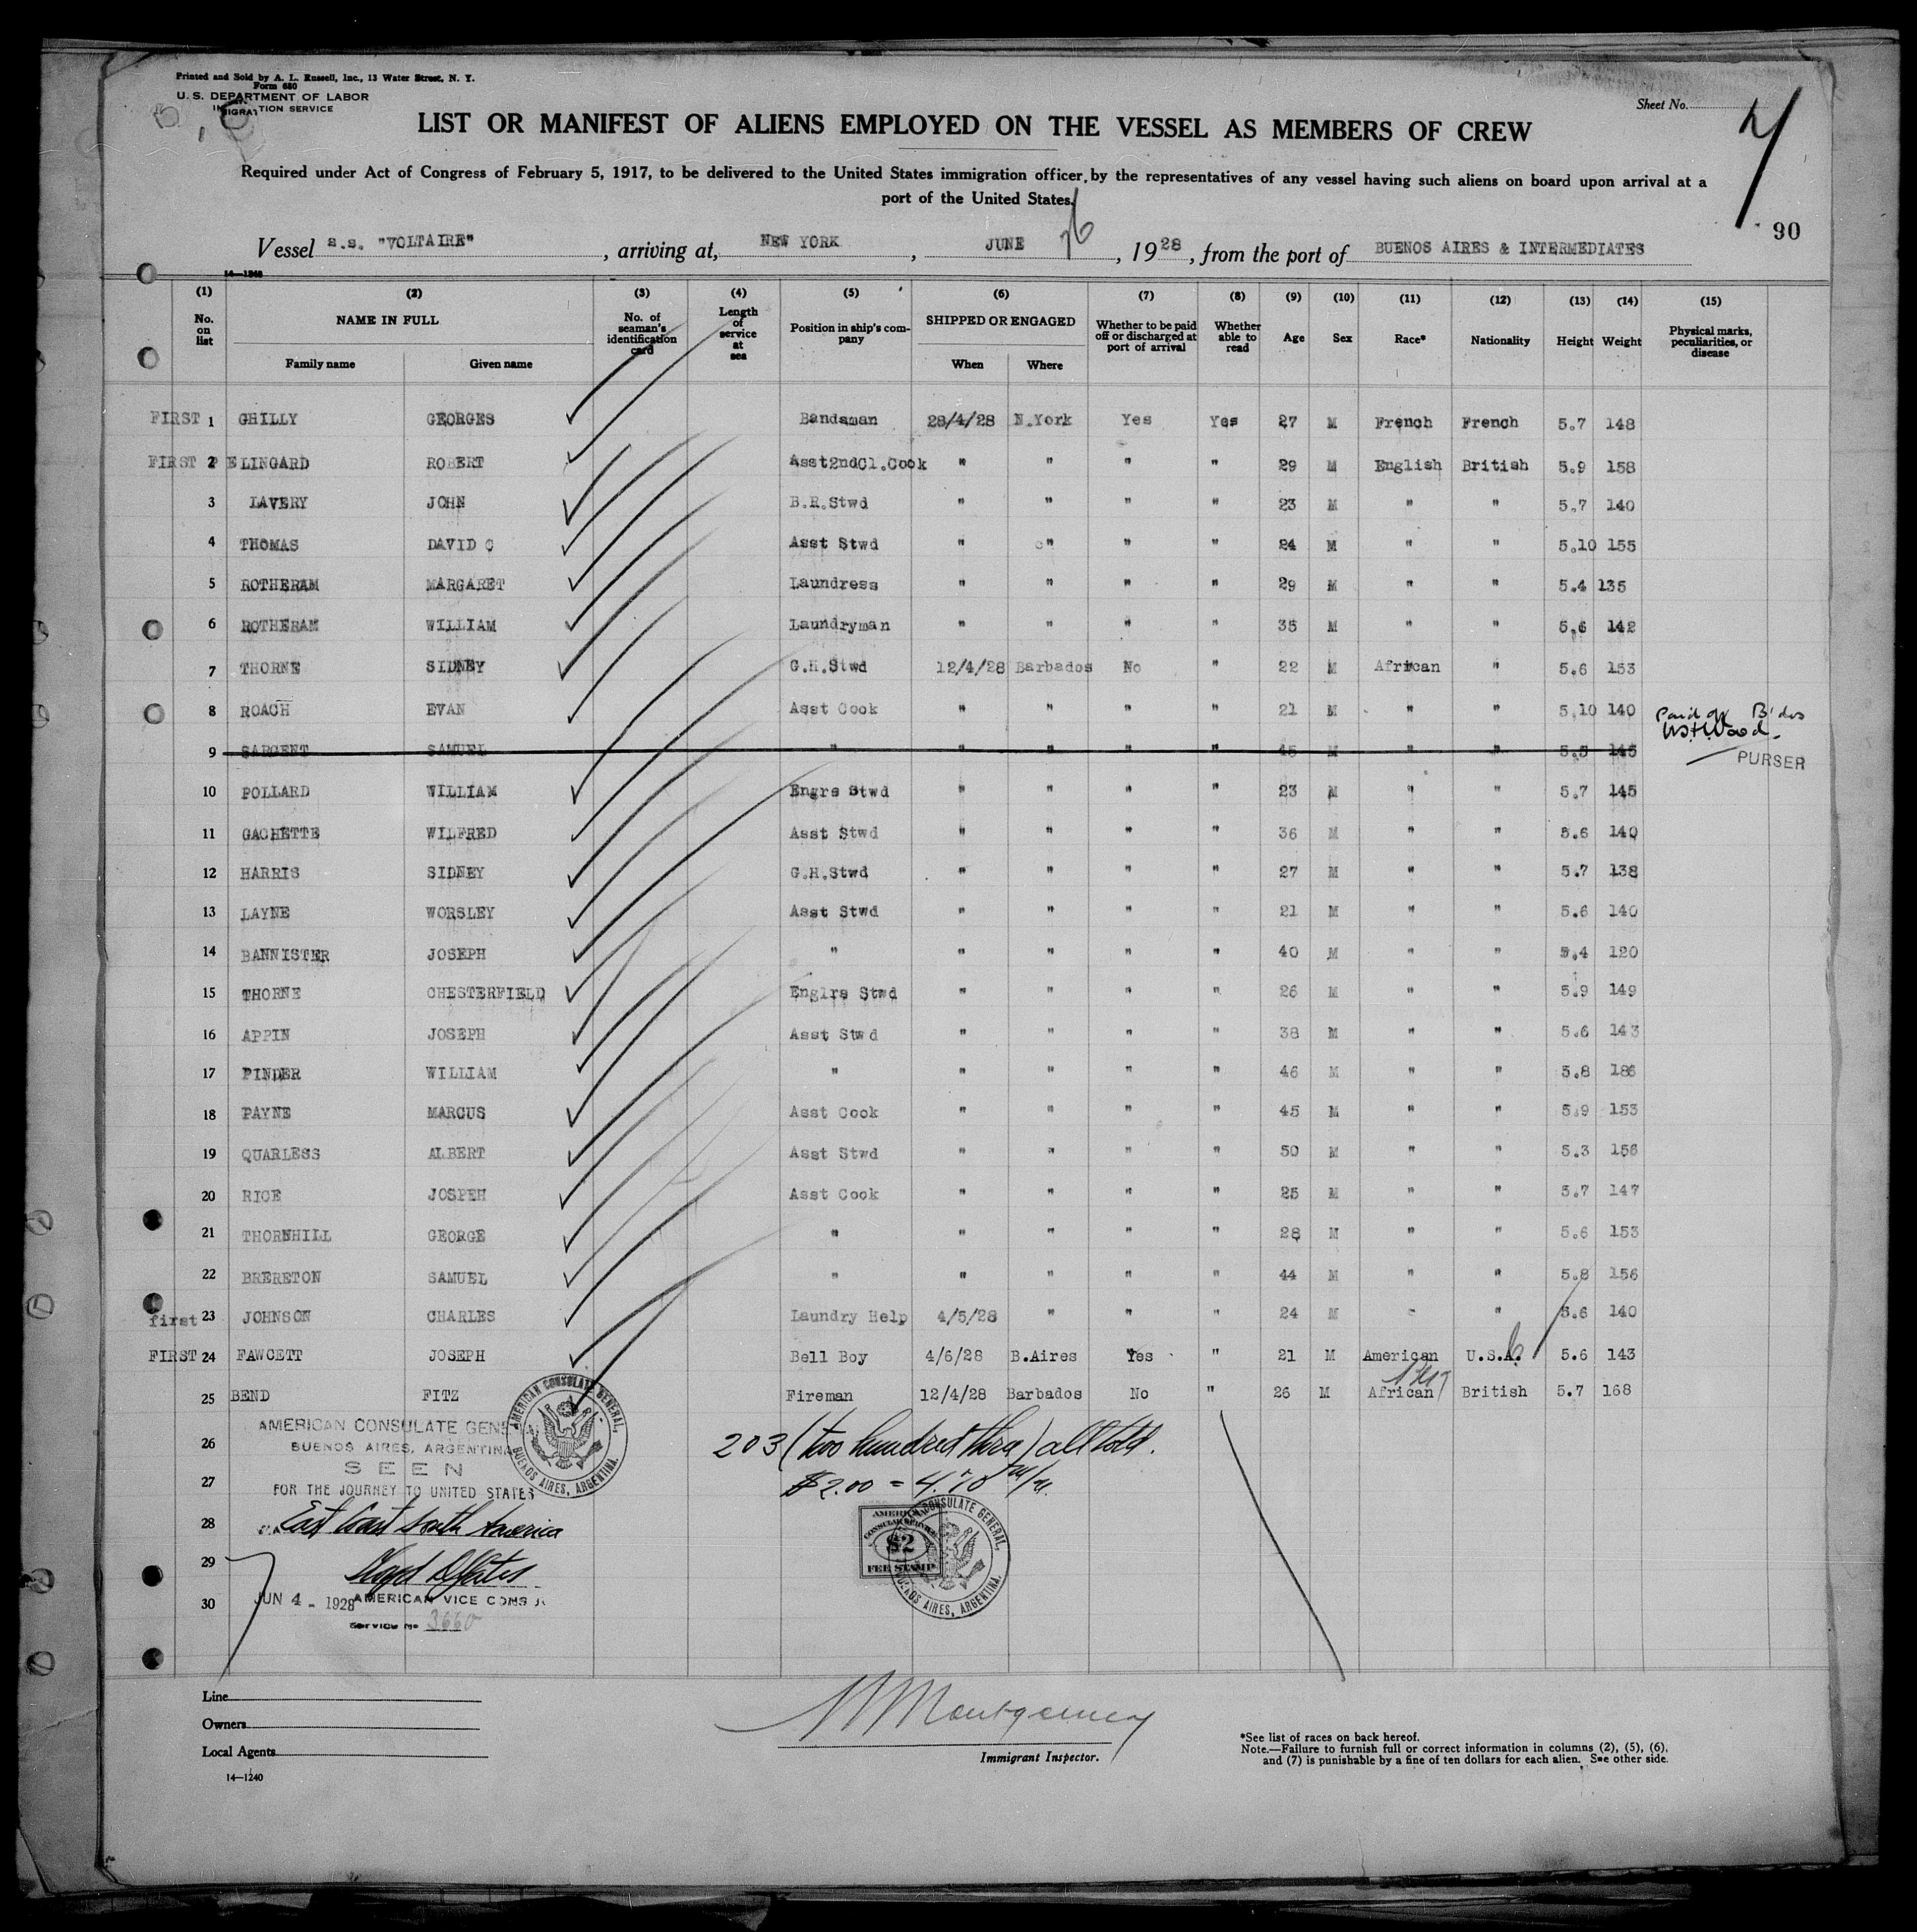 Printed and Sold by A. L. Russell, Inc., 13 Water Street, N. Y.
Form 680
U. S. DEPARTMENT OF LABOR
IMMIGRATION SERVICE
Sheet No.
LIST OR MANIFEST OF ALIENS EMPLOYED ON THE VESSEL AS MEMBERS OF CREW
Required under Act of Congress of February 5, 1917, to be delivered to the United States immigration officer by the representatives of any vessel having such aliens on board upon arrival at a
port of the United States.
90
Vessel s.s. "VOLTAIRE", arriving at, NEW YORK, JUNE, 1928, from the port of BUENOS AIRES & INTERMEDIATES
14—1240
(1) (2) (3) (4) (5) (6) (7) (8) (9) (10) (11) (12) (13) (14) (15)
No. on list NAME IN FULL No. of seaman's identification card Length of service at sea Position in ship's company SHIPPED OR ENGAGED Whether to be paid off or discharged at port of arrival Whether able to read Age Sex Race* Nationality Height Weight Physical marks, peculiarities, or disease
Family name Given name When Where
FIRST 1 GHILLY GEORGES Bandsman 28/4/28 N.York Yes Yes 27 M French French 5.7 148
FIRST 2 LINGARD ROBERT Asst2ndCl.Cook " " " " 29 M English British 5.9 158
3 LAVERY JOHN B.R.Stwd " " " " 23 M " " 5.7 140
4 THOMAS DAVID C Asst Stwd " " " " 24 M " " 5.10 155
5 ROTHERAM MARGARET Laundress " " " " 29 M " " 5.4 135
6 ROTHERAM WILLIAM Laundryman " " " " 35 M " " 5.6 142
7 THORNE SIDNEY G.H.Stwd 12/4/28 Barbados No " 22 M African " 5.6 153
8 ROACH EVAN Asst Cook " " " " 21 M " " 5.10 140 Paid off B'dos
9 SARGENT SAMUEL " " " " " 45 M " " 5.5 145
PURSER
10 POLLARD WILLIAM Engrs Stwd " " " " 23 M " " 5.7 145
11 GACHETTE WILFRED Asst Stwd " " " " 36 M " " 5.6 140
12 HARRIS SIDNEY G.H.Stwd " " " " 27 M " " 5.7 138
13 LAYNE WORSLEY Asst Stwd " " " " 21 M " " 5.6 140
14 BANNISTER JOSEPH " " " " " 40 M " " 5.4 120
15 THORNE CHESTERFIELD Englrs Stwd " " " " 26 M " " 5.9 149
16 APPIN JOSEPH Asst Stwd " " " " 38 M " " 5.6 143
17 PINDER WILLIAM " " " " " 46 M " " 5.8 186
18 PAYNE MARCUS Asst Cook " " " " 45 M " " 5.9 153
19 QUARLESS ALBERT Asst Stwd " " " " 50 M " " 5.3 156
20 RICE JOSPEH Asst Cook " " " " 25 M " " 5.7 147
21 THORNHILL GEORGE " " " " " 28 M " " 5.6 153
22 BRERETON SAMUEL " " " " " 44 M " " 5.8 156
first 23 JOHNSON CHARLES Laundry Help 4/5/28 " " " 24 M " " 5.6 140
FIRST 24 FAWCETT JOSEPH Bell Boy 4/6/28 B.Aires Yes " 21 M American U.S.A. 5.6 143
25 BEND FITZ Fireman 12/4/28 Barbados No " 26 M African British 5.7 168
26 27 28 29 30
AMERICAN CONSULATE GENERAL
BUENOS AIRES, ARGENTINA
SEEN
FOR THE JOURNEY TO UNITED STATES
East Coast South America
JUN 4 - 1928 AMERICAN VICE CONSUL
Service No 3660
AMERICAN CONSULATE GENERAL, BUENOS AIRES, ARGENTINA.
203 (two hundred three) all told.
AMERICAN
CONSULAR SERVICE
$2
FEE STAMP
CONSULATE GENERAL, BUENOS AIRES, ARGENTINA.
Line
Owners
Local Agents
14—1240
Montgomery
Immigrant Inspector.
*See list of races on back hereof.
Note.—Failure to furnish full or correct information in columns (2), (5), (6),
and (7) is punishable by a fine of ten dollars for each alien. See other side.